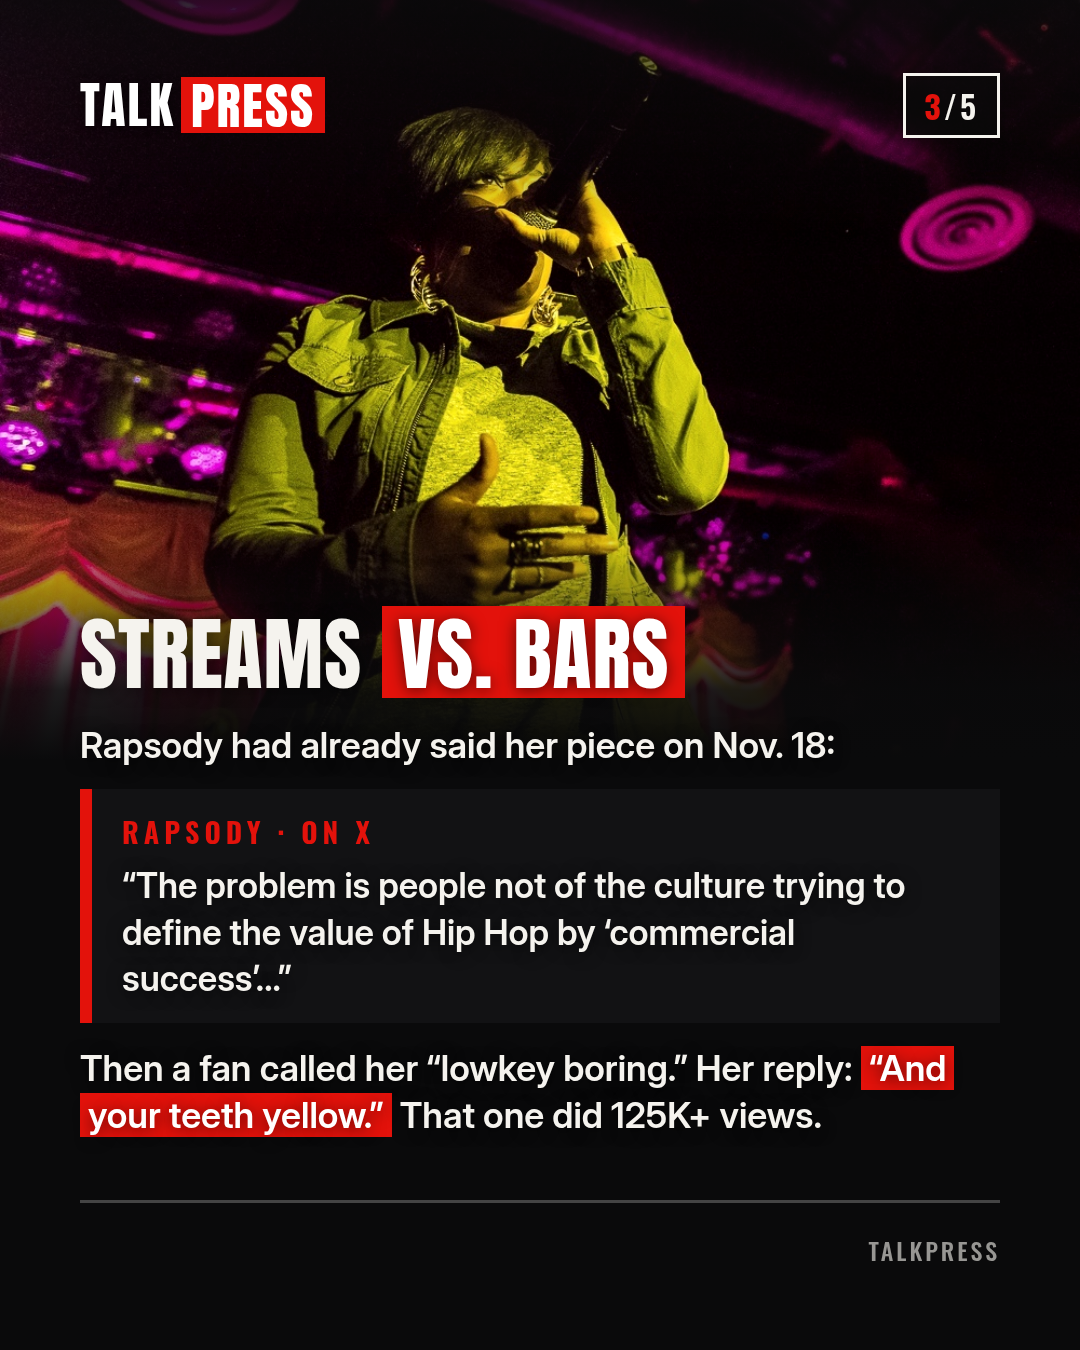 TALK PRESS
3/5
STREAMS VS. BARS
Rapsody had already said her piece on Nov. 18:
RAPSODY · ON X
“The problem is people not of the culture trying to
define the value of Hip Hop by ‘commercial
success’...”
Then a fan called her “lowkey boring.” Her reply: “And
your teeth yellow.” That one did 125K+ views.
TALKPRESS